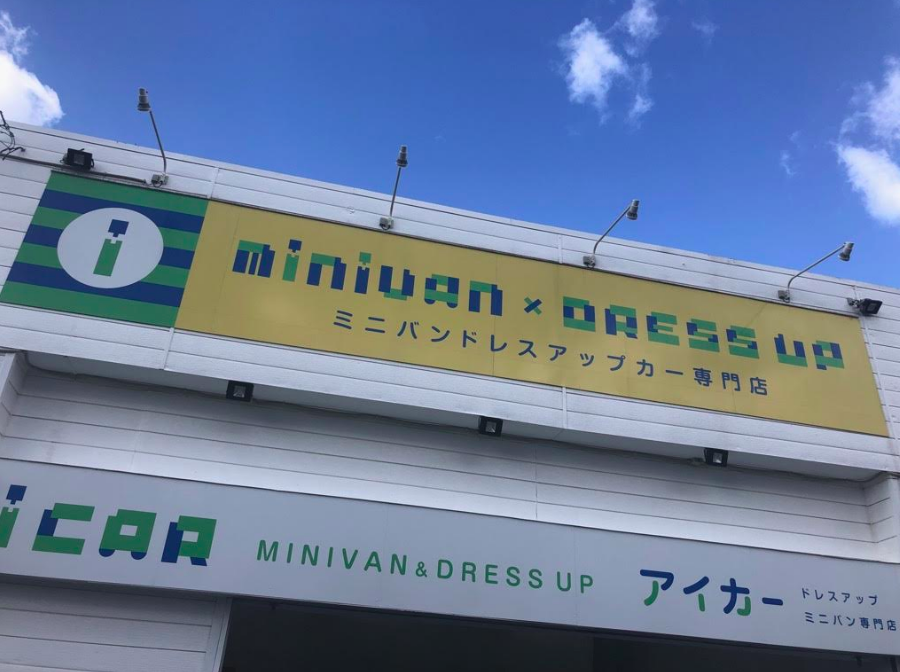 i
minivan × DRESS UP
ミニバンドレスアップカー専門店
iCAR
MINIVAN & DRESS UP
アイカー
ドレスアップ
ミニバン専門店